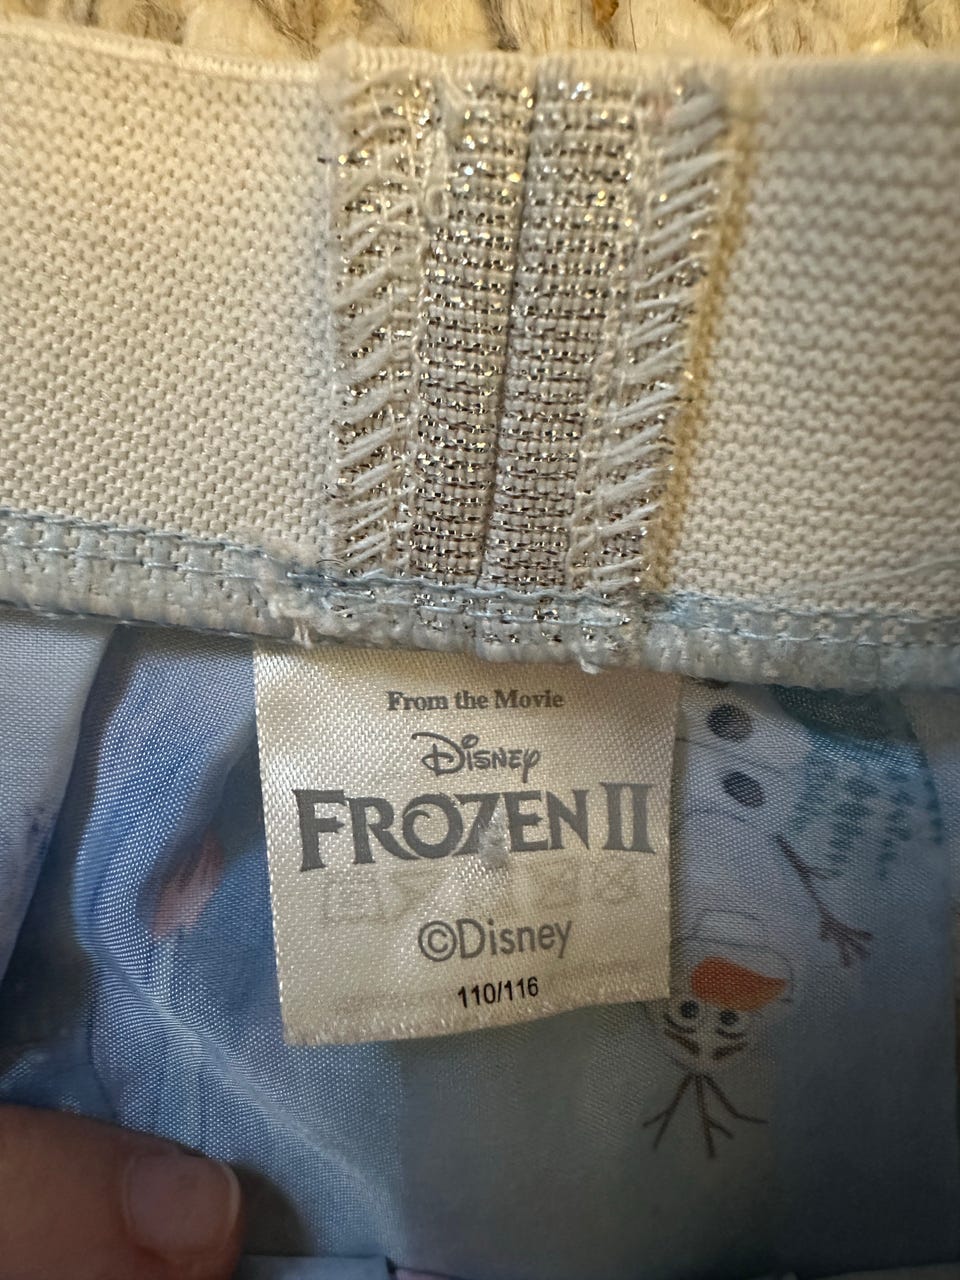 From the Movie
Disney
FROZEN II
©Disney
110/116